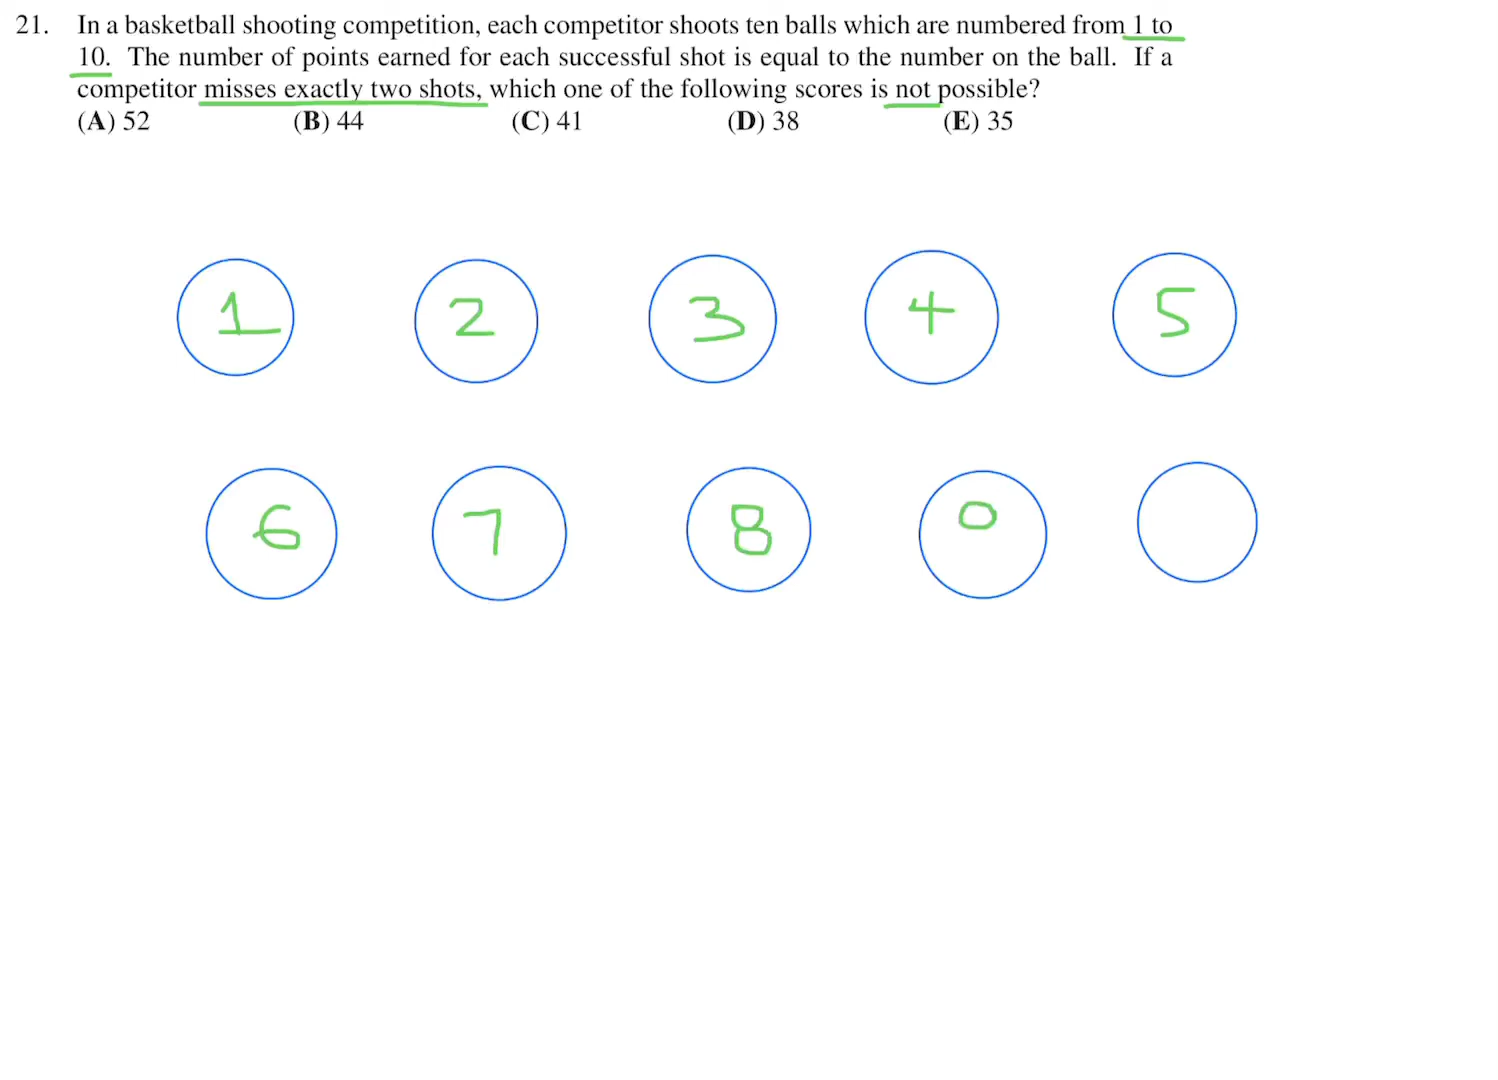 21. In a basketball shooting competition, each competitor shoots ten balls which are numbered from 1 to
10. The number of points earned for each successful shot is equal to the number on the ball. If a
competitor misses exactly two shots, which one of the following scores is not possible?
(A) 52 (B) 44 (C) 41 (D) 38 (E) 35
1 2 3 4 5
6 7 8 0